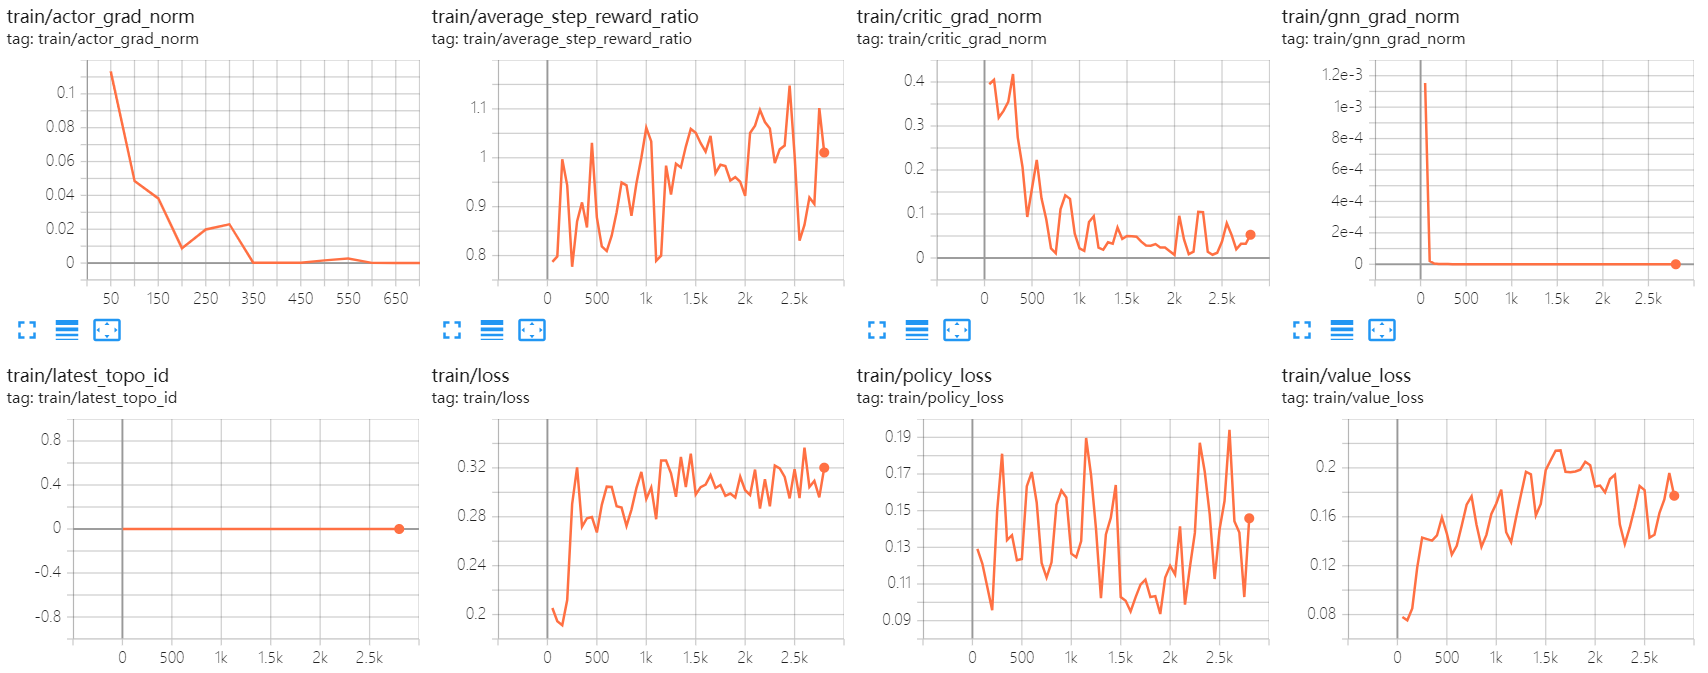 train/actor_grad_norm
tag: train/actor_grad_norm
0.1
0.08
0.06
0.04
0.02
0
50 150 250 350 450 550 650
train/average_step_reward_ratio
tag: train/average_step_reward_ratio
1.1
1
0.9
0.8
0 500 1k 1.5k 2k 2.5k
train/critic_grad_norm
tag: train/critic_grad_norm
0.4
0.3
0.2
0.1
0
0 500 1k 1.5k 2k 2.5k
train/gnn_grad_norm
tag: train/gnn_grad_norm
1.2e-3
1e-3
8e-4
6e-4
4e-4
2e-4
0
0 500 1k 1.5k 2k 2.5k
train/latest_topo_id
tag: train/latest_topo_id
0.8
0.4
0
-0.4
-0.8
0 500 1k 1.5k 2k 2.5k
train/loss
tag: train/loss
0.32
0.28
0.24
0.2
0 500 1k 1.5k 2k 2.5k
train/policy_loss
tag: train/policy_loss
0.19
0.17
0.15
0.13
0.11
0.09
0 500 1k 1.5k 2k 2.5k
train/value_loss
tag: train/value_loss
0.2
0.16
0.12
0.08
0 500 1k 1.5k 2k 2.5k